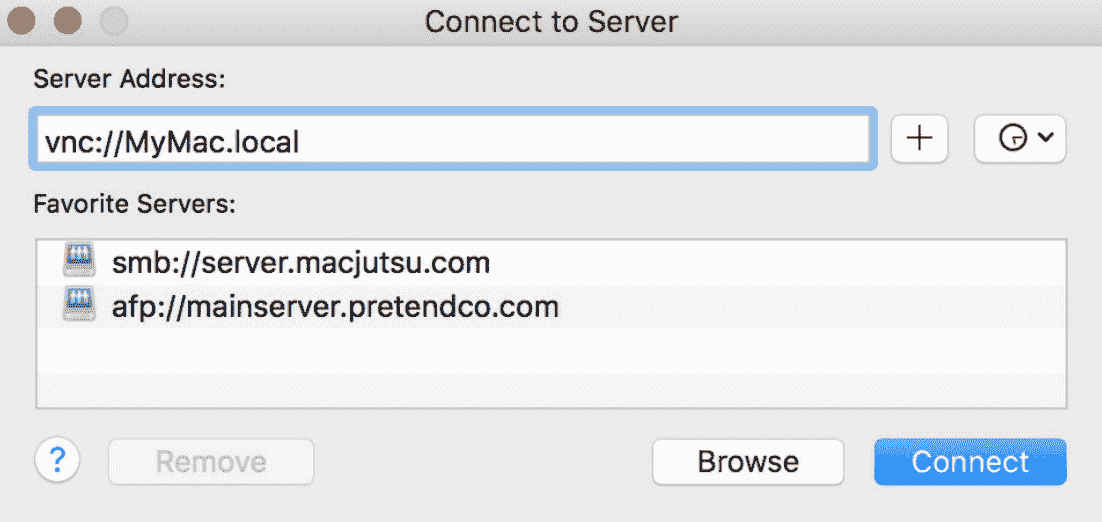 Connect to Server
Server Address:
vnc://MyMac.local
+
Favorite Servers:
smb://server.macjutsu.com
afp://mainserver.pretendco.com
?
Remove
Browse
Connect